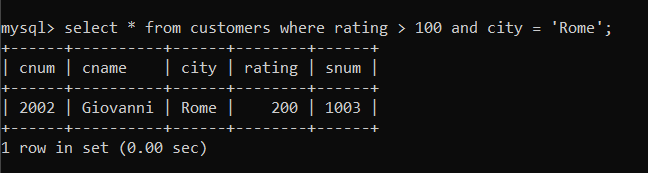 mysql> select * from customers where rating > 100 and city = 'Rome';
+------+----------+------+--------+------+
| cnum | cname    | city | rating | snum |
+------+----------+------+--------+------+
| 2002 | Giovanni | Rome |    200 | 1003 |
+------+----------+------+--------+------+
1 row in set (0.00 sec)